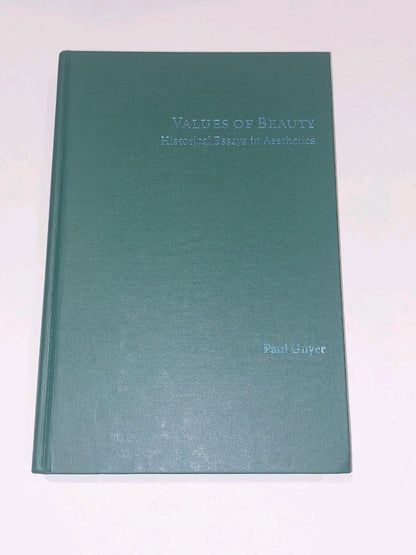 VALUES OF BEAUTY
Historical Essays in Aesthetics
Paul Guyer